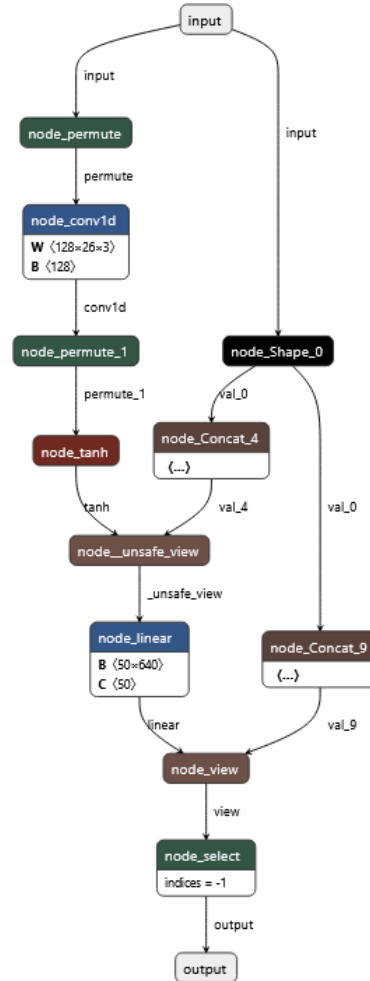 input
input
input
node_permute
permute
node_conv1d
W ⟨128×26×3⟩
B ⟨128⟩
conv1d
node_permute_1
node_Shape_0
permute_1
val_0
node_Concat_4
⟨...⟩
node_tanh
val_0
tanh
val_4
node__unsafe_view
_unsafe_view
node_linear
B ⟨50×640⟩
C ⟨50⟩
node_Concat_9
⟨...⟩
linear
val_9
node_view
view
node_select
indices = -1
output
output